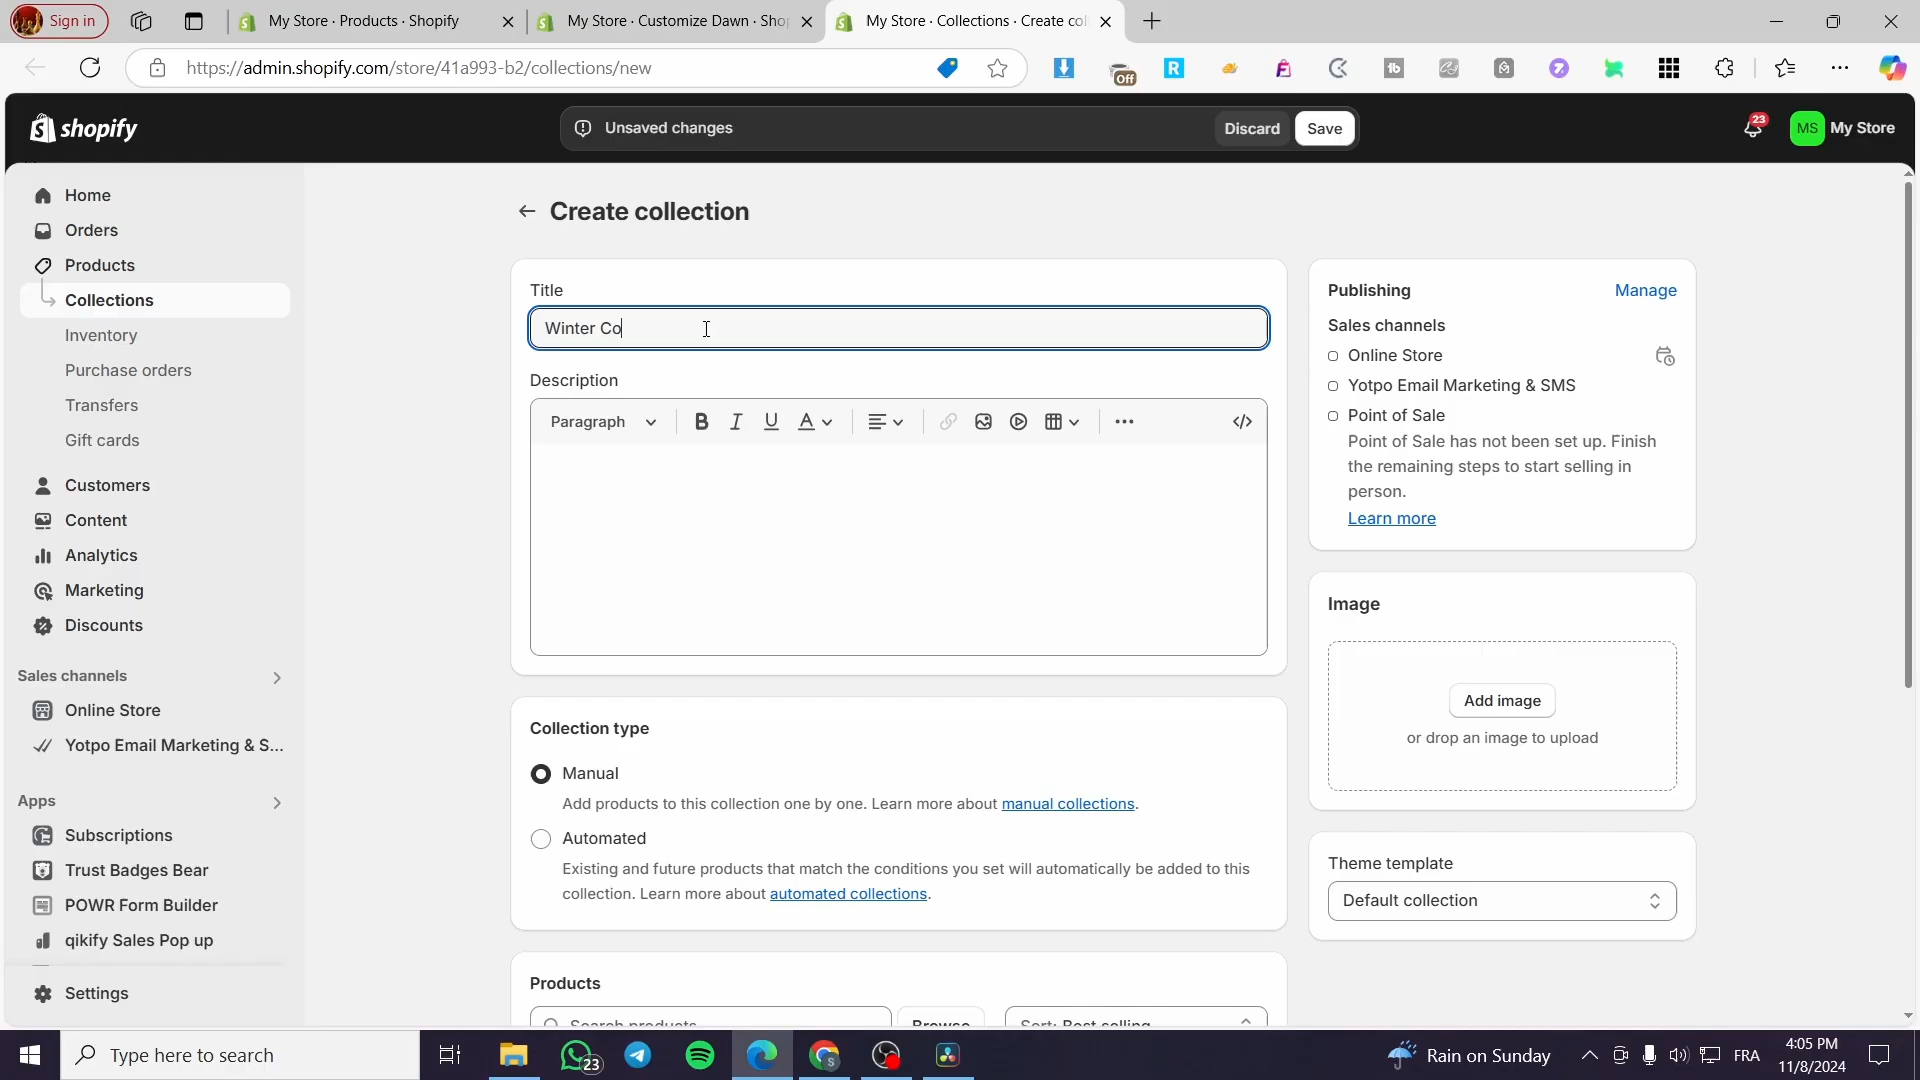 Sign in
My Store · Products · Shopify
My Store · Customize Dawn · Sho
My Store · Collections · Create col
https://admin.shopify.com/store/41a993-b2/collections/new
Off
shopify
Unsaved changes
Discard
Save
23
MS
My Store
Home
Orders
Products
Collections
Inventory
Purchase orders
Transfers
Gift cards
Customers
Content
Analytics
Marketing
Discounts
Sales channels
Online Store
Yotpo Email Marketing & S...
Apps
Subscriptions
Trust Badges Bear
POWR Form Builder
qikify Sales Pop up
Settings
Create collection
Title
Winter Co
Description
Paragraph
Collection type
Manual
Add products to this collection one by one. Learn more about manual collections.
Automated
Existing and future products that match the conditions you set will automatically be added to this
collection. Learn more about automated collections.
Products
Search products
Browse
Sort: Best selling
Publishing
Manage
Sales channels
Online Store
Yotpo Email Marketing & SMS
Point of Sale
Point of Sale has not been set up. Finish
the remaining steps to start selling in
person.
Learn more
Image
Add image
or drop an image to upload
Theme template
Default collection
Type here to search
23
Rain on Sunday
FRA
4:05 PM
11/8/2024